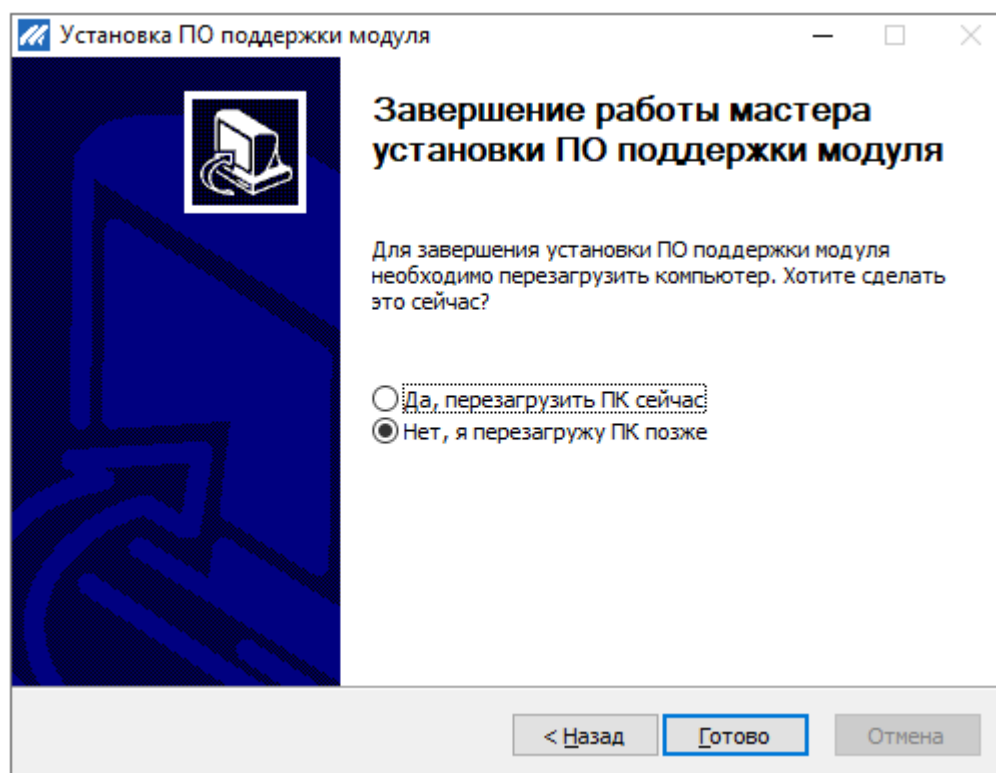 Установка ПО поддержки модуля
Завершение работы мастера
установки ПО поддержки модуля
Для завершения установки ПО поддержки модуля
необходимо перезагрузить компьютер. Хотите сделать
это сейчас?
Да, перезагрузить ПК сейчас
Нет, я перезагружу ПК позже
< Назад
Готово
Отмена